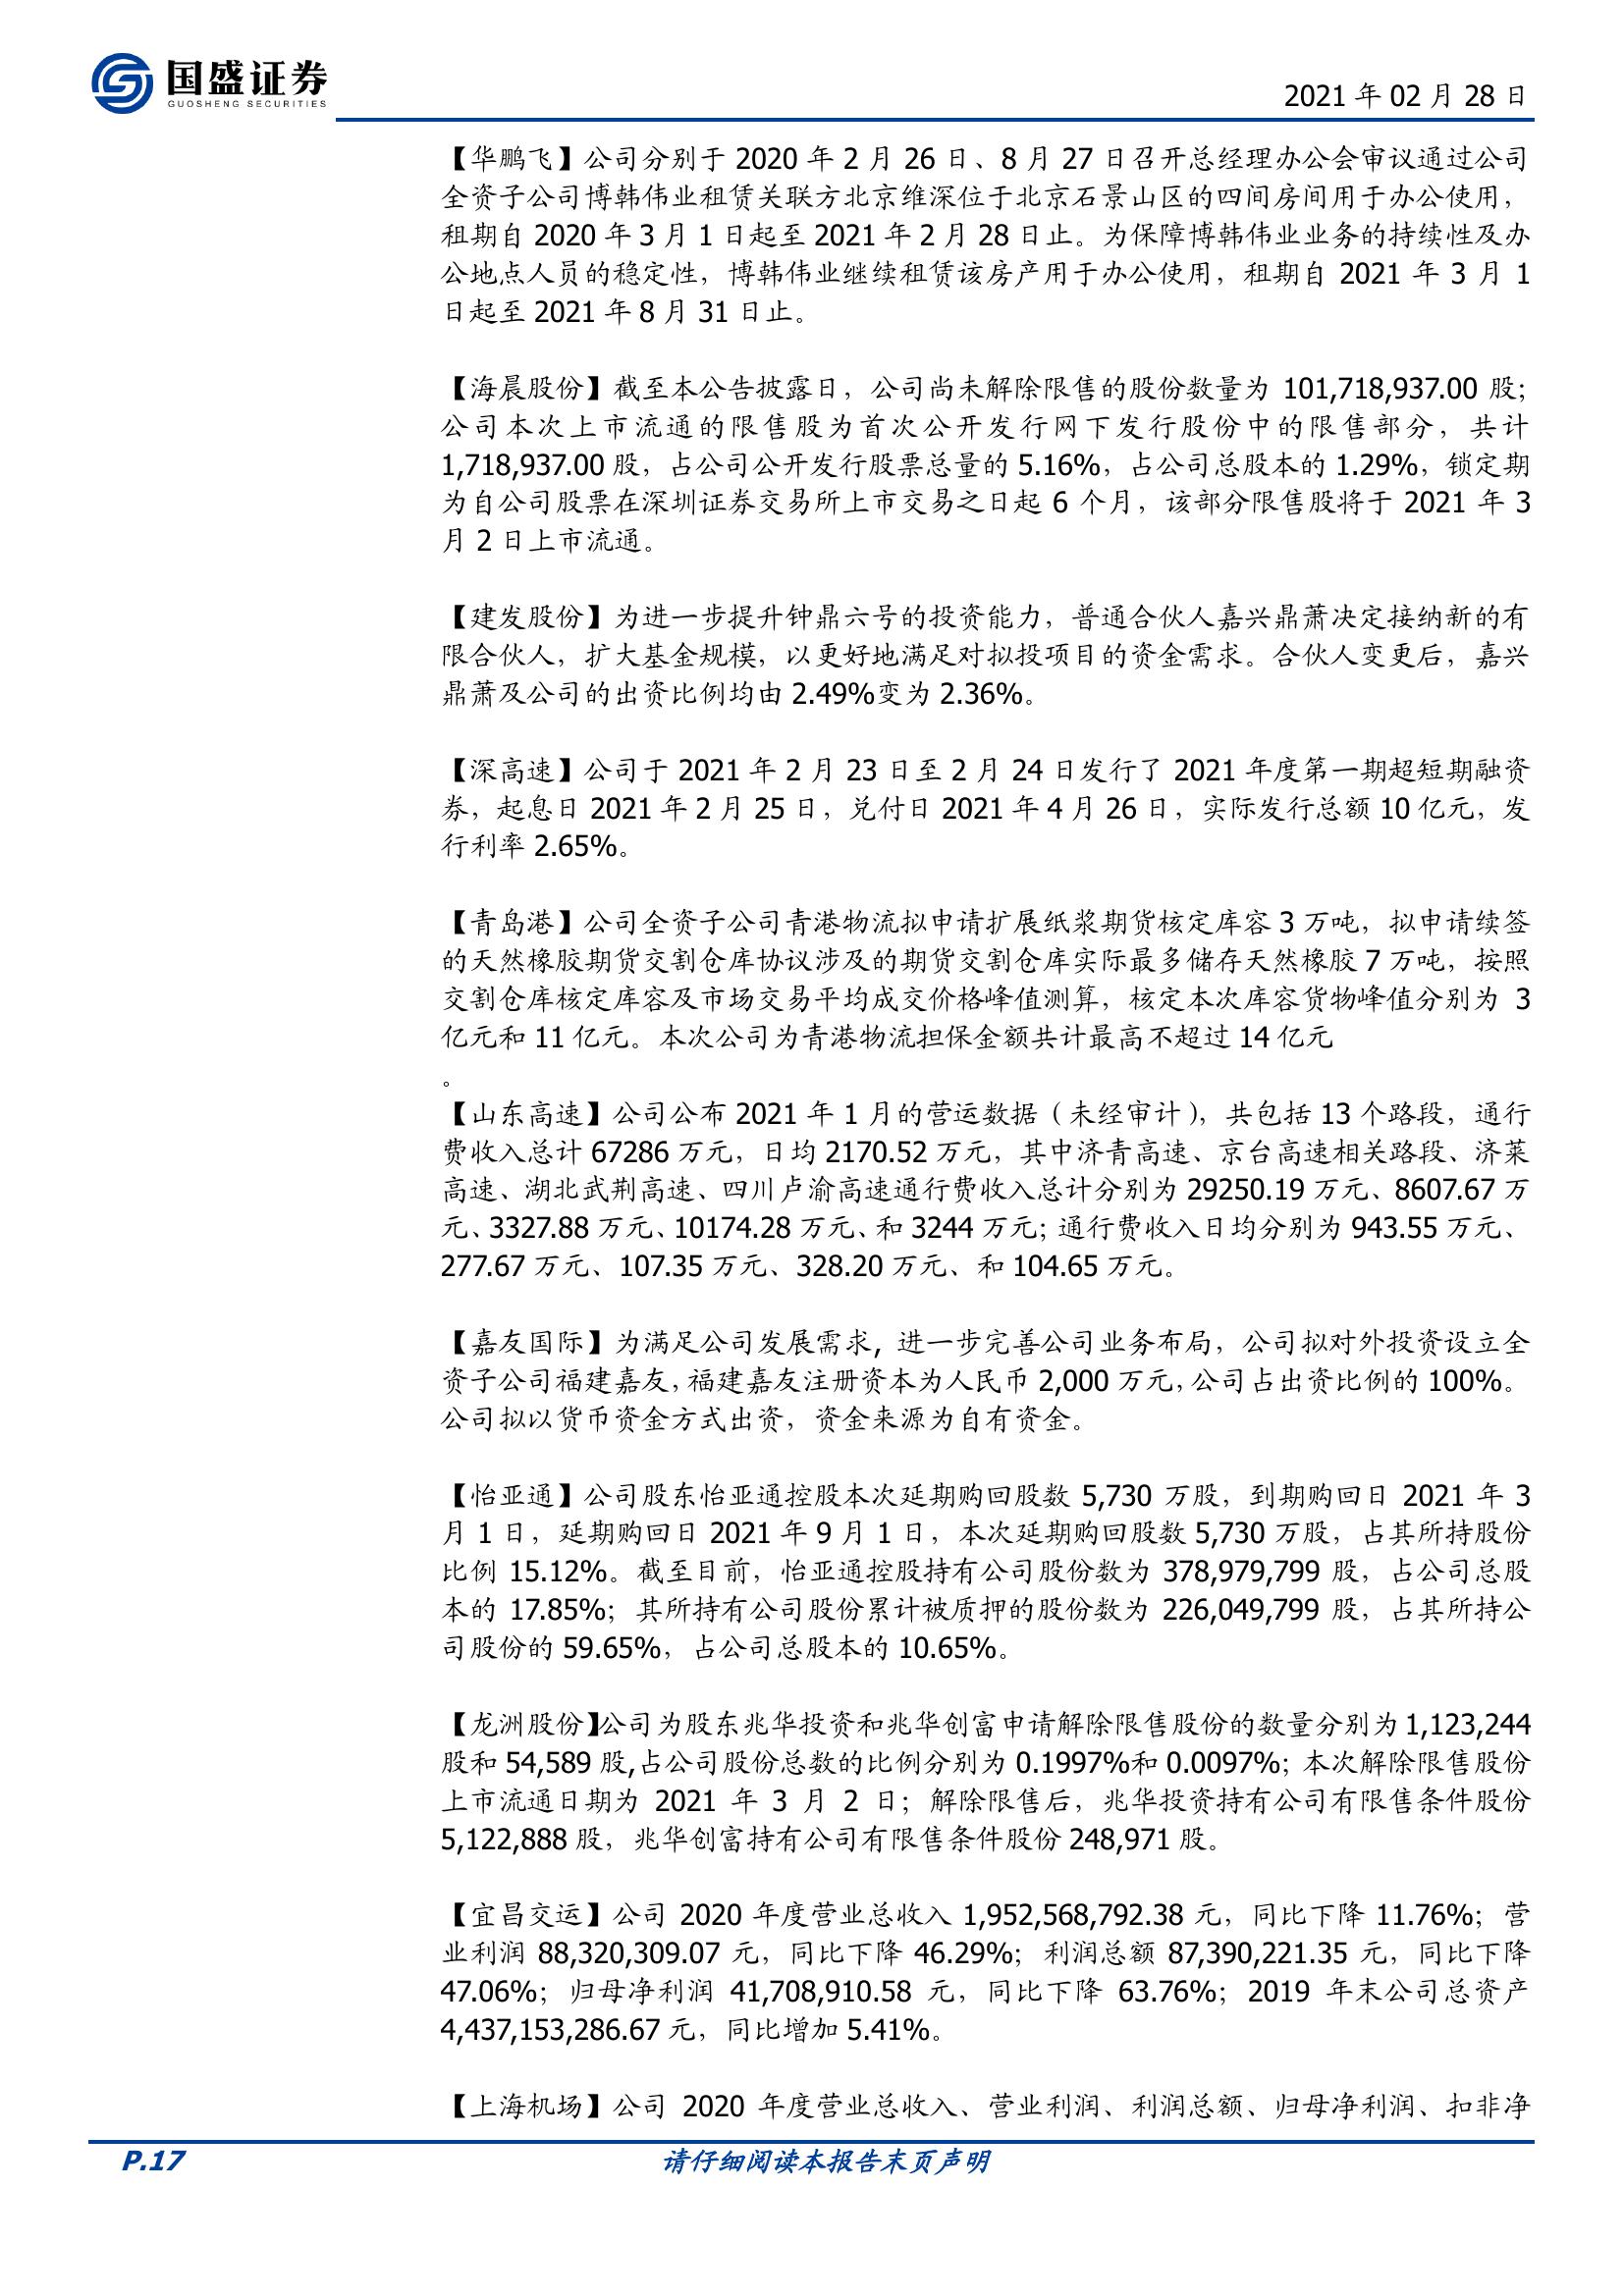 国盛证券
GUOSHENG SECURITIES
2021 年 02 月 28 日
【华鹏飞】公司分别于 2020 年 2 月 26 日、8 月 27 日召开总经理办公会审议通过公司
全资子公司博韩伟业租赁关联方北京维深位于北京石景山区的四间房间用于办公使用，
租期自 2020 年 3 月 1 日起至 2021 年 2 月 28 日止。为保障博韩伟业业务的持续性及办
公地点人员的稳定性，博韩伟业继续租赁该房产用于办公使用，租期自 2021 年 3 月 1
日起至 2021 年 8 月 31 日止。
【海晨股份】截至本公告披露日，公司尚未解除限售的股份数量为 101,718,937.00 股；
公司本次上市流通的限售股为首次公开发行网下发行股份中的限售部分，共计
1,718,937.00 股，占公司公开发行股票总量的 5.16%，占公司总股本的 1.29%，锁定期
为自公司股票在深圳证券交易所上市交易之日起 6 个月，该部分限售股将于 2021 年 3
月 2 日上市流通。
【建发股份】为进一步提升钟鼎六号的投资能力，普通合伙人嘉兴鼎萧决定接纳新的有
限合伙人，扩大基金规模，以更好地满足对拟投项目的资金需求。合伙人变更后，嘉兴
鼎萧及公司的出资比例均由 2.49%变为 2.36%。
【深高速】公司于 2021 年 2 月 23 日至 2 月 24 日发行了 2021 年度第一期超短期融资
券，起息日 2021 年 2 月 25 日，兑付日 2021 年 4 月 26 日，实际发行总额 10 亿元，发
行利率 2.65%。
【青岛港】公司全资子公司青港物流拟申请扩展纸浆期货核定库容 3 万吨，拟申请续签
的天然橡胶期货交割仓库协议涉及的期货交割仓库实际最多储存天然橡胶 7 万吨，按照
交割仓库核定库容及市场交易平均成交价格峰值测算，核定本次库容货物峰值分别为 3
亿元和 11 亿元。本次公司为青港物流担保金额共计最高不超过 14 亿元
。
【山东高速】公司公布 2021 年 1 月的营运数据（未经审计），共包括 13 个路段，通行
费收入总计 67286 万元，日均 2170.52 万元，其中济青高速、京台高速相关路段、济莱
高速、湖北武荆高速、四川卢渝高速通行费收入总计分别为 29250.19 万元、8607.67 万
元、3327.88 万元、10174.28 万元、和 3244 万元；通行费收入日均分别为 943.55 万元、
277.67 万元、107.35 万元、328.20 万元、和 104.65 万元。
【嘉友国际】为满足公司发展需求, 进一步完善公司业务布局，公司拟对外投资设立全
资子公司福建嘉友，福建嘉友注册资本为人民币 2,000 万元，公司占出资比例的 100%。
公司拟以货币资金方式出资，资金来源为自有资金。
【怡亚通】公司股东怡亚通控股本次延期购回股数 5,730 万股，到期购回日 2021 年 3
月 1 日，延期购回日 2021 年 9 月 1 日，本次延期购回股数 5,730 万股，占其所持股份
比例 15.12%。截至目前，怡亚通控股持有公司股份数为 378,979,799 股，占公司总股
本的 17.85%；其所持有公司股份累计被质押的股份数为 226,049,799 股，占其所持公
司股份的 59.65%，占公司总股本的 10.65%。
【龙洲股份】公司为股东兆华投资和兆华创富申请解除限售股份的数量分别为 1,123,244
股和 54,589 股,占公司股份总数的比例分别为 0.1997%和 0.0097%；本次解除限售股份
上市流通日期为 2021 年 3 月 2 日；解除限售后，兆华投资持有公司有限售条件股份
5,122,888 股，兆华创富持有公司有限售条件股份 248,971 股。
【宜昌交运】公司 2020 年度营业总收入 1,952,568,792.38 元，同比下降 11.76%；营
业利润 88,320,309.07 元，同比下降 46.29%；利润总额 87,390,221.35 元，同比下降
47.06%；归母净利润 41,708,910.58 元，同比下降 63.76%；2019 年末公司总资产
4,437,153,286.67 元，同比增加 5.41%。
【上海机场】公司 2020 年度营业总收入、营业利润、利润总额、归母净利润、扣非净
P.17
请仔细阅读本报告末页声明